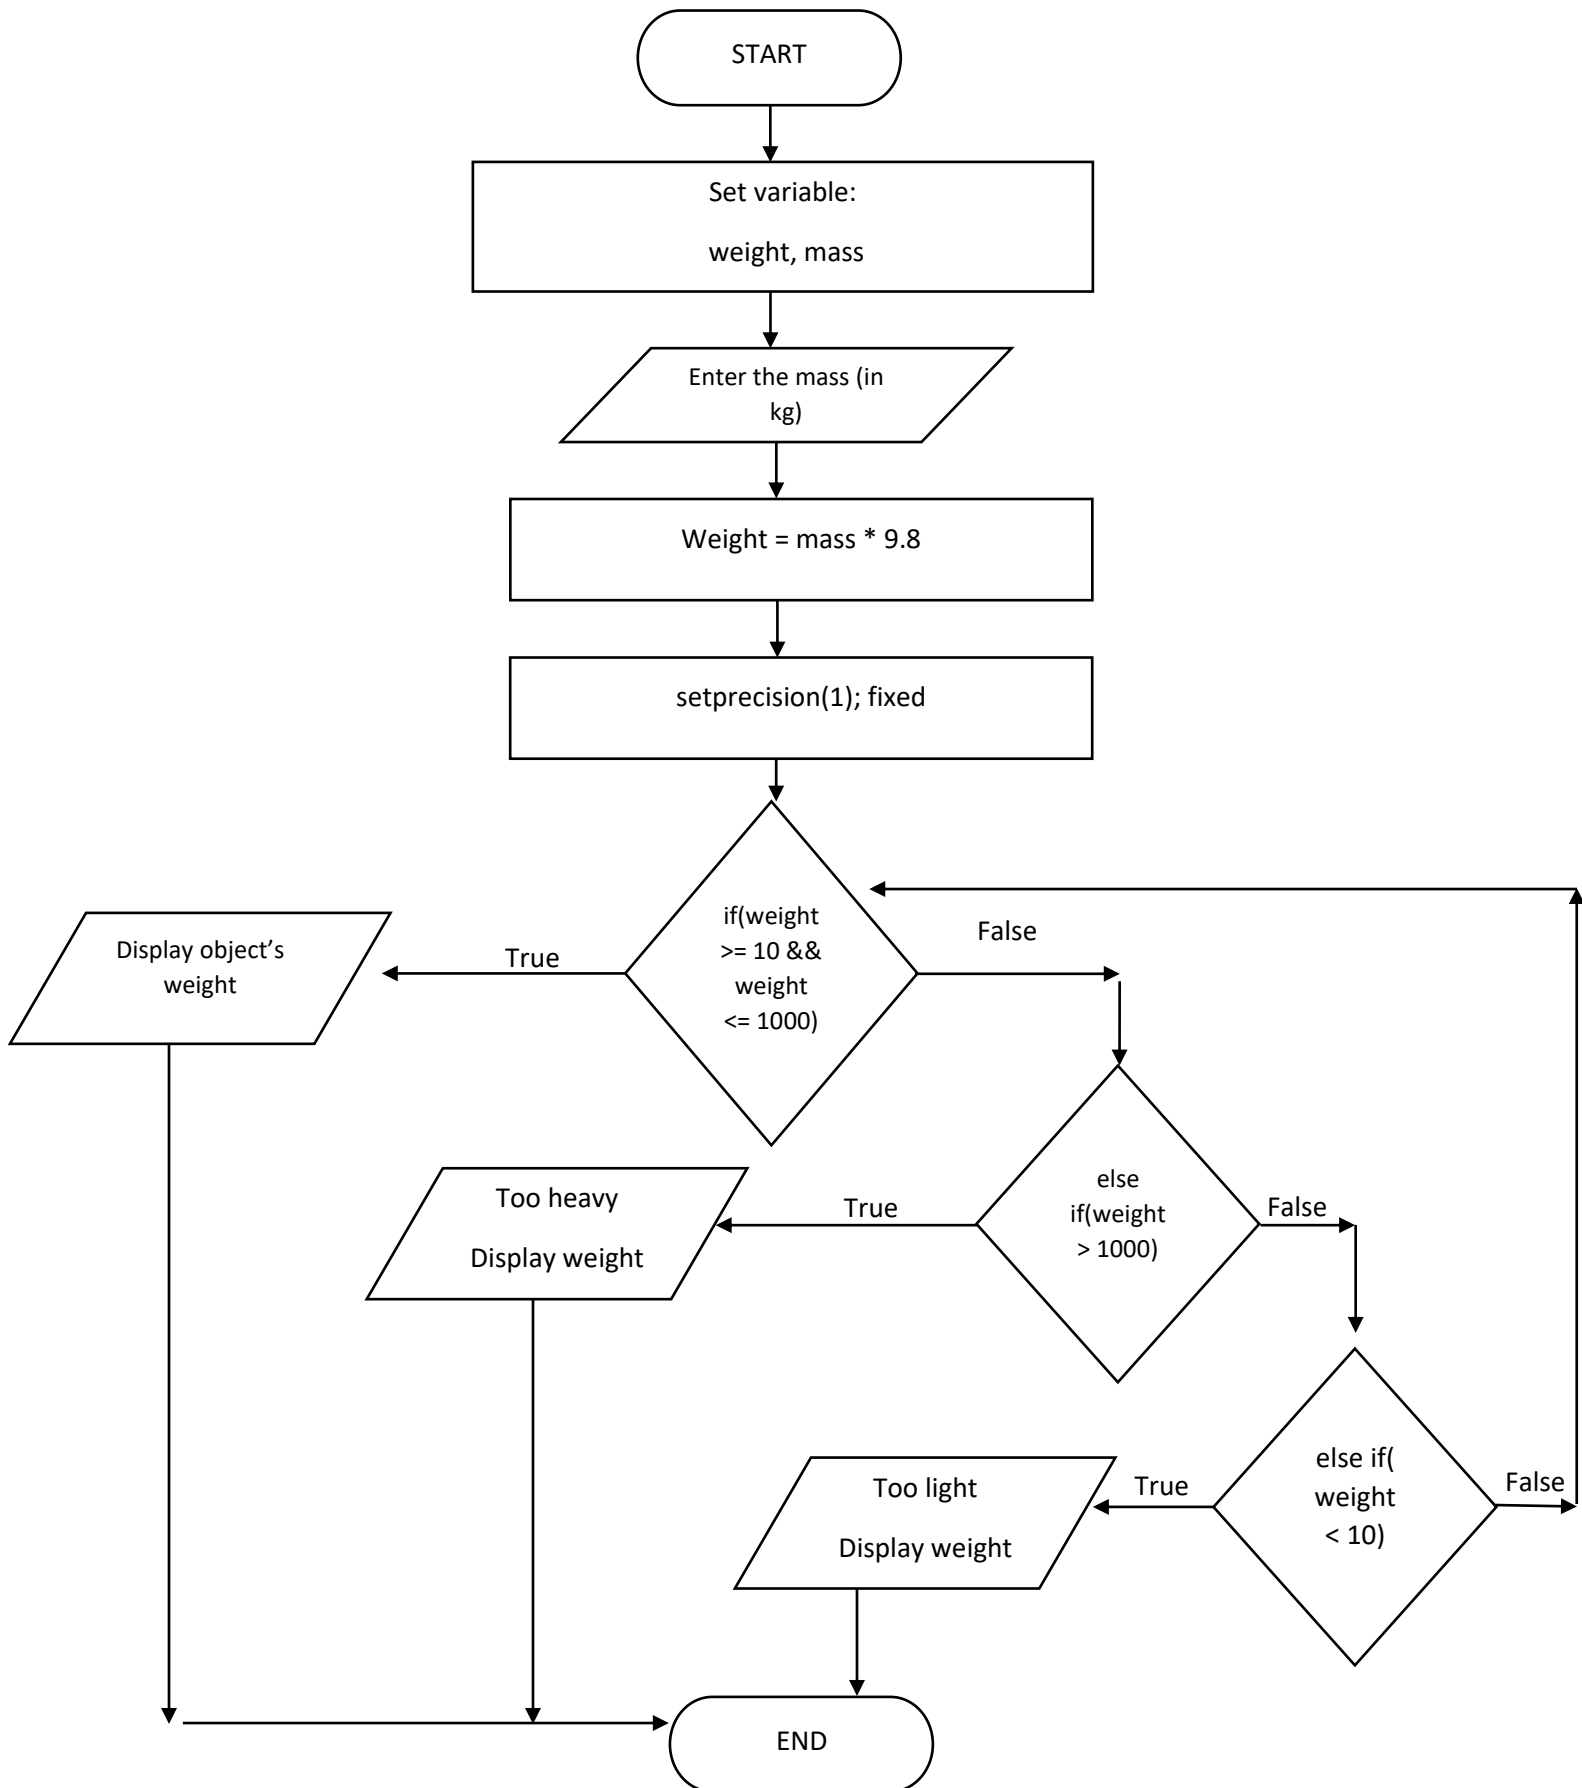 START
Set variable:
weight, mass
Enter the mass (in
kg)
Weight = mass * 9.8
setprecision(1); fixed
if(weight
>= 10 &&
weight
<= 1000)
True
False
Display object’s
weight
else
if(weight
> 1000)
True
False
Too heavy
Display weight
else if(
weight
< 10)
True
False
Too light
Display weight
END